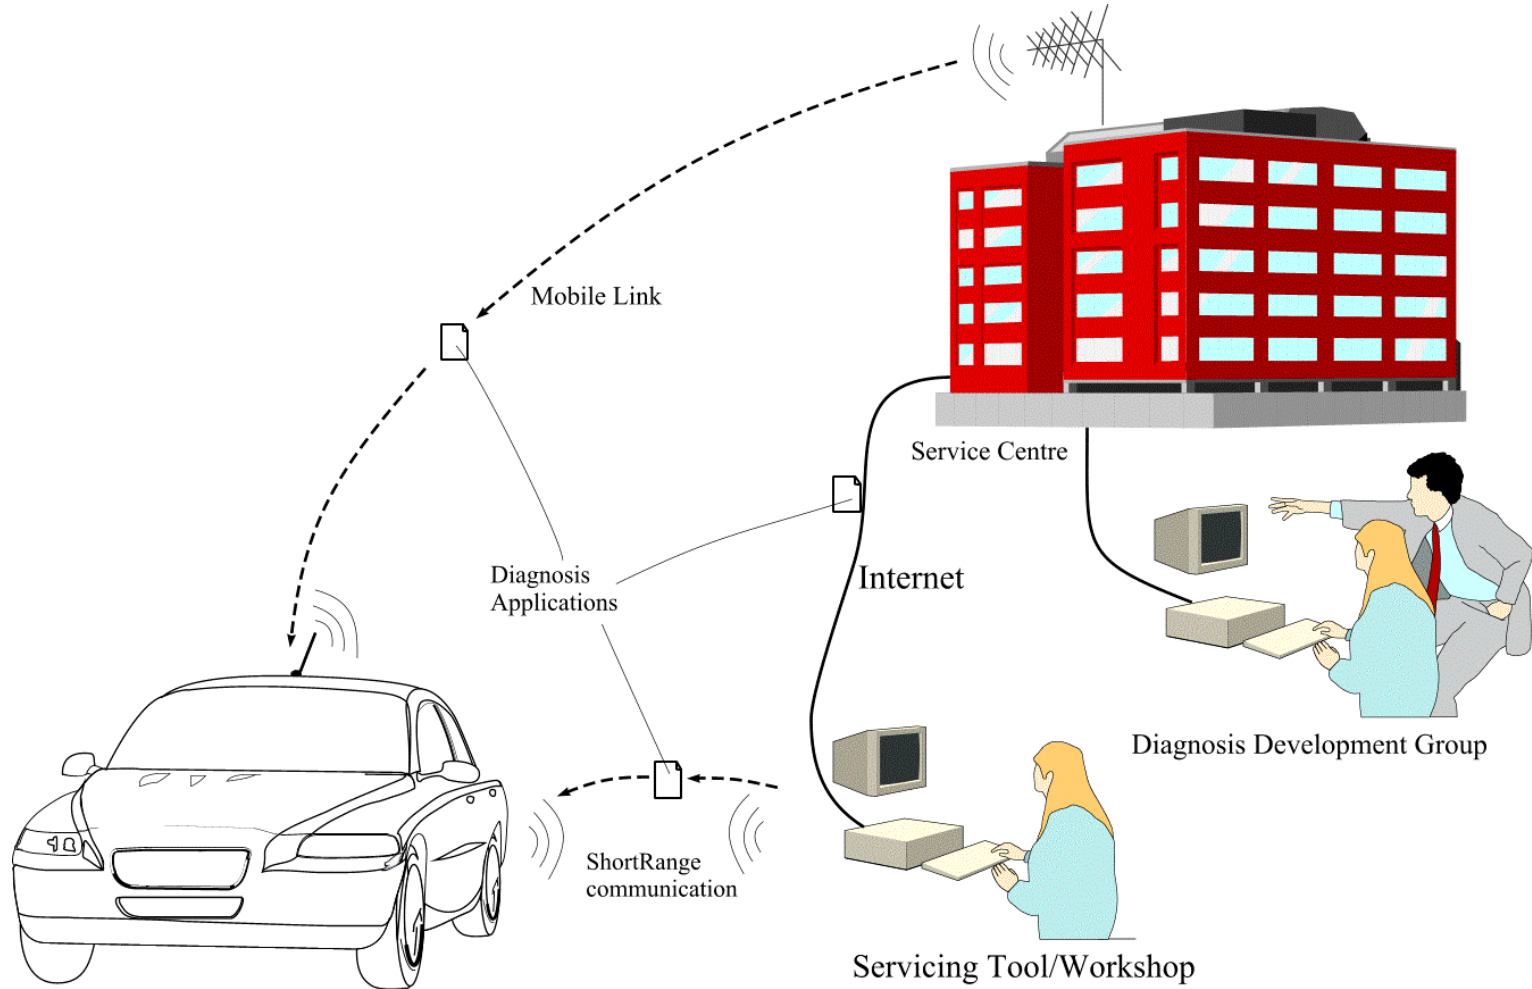 Mobile Link
Service Centre
Diagnosis
Applications
Internet
Diagnosis Development Group
ShortRange
communication
Servicing Tool/Workshop